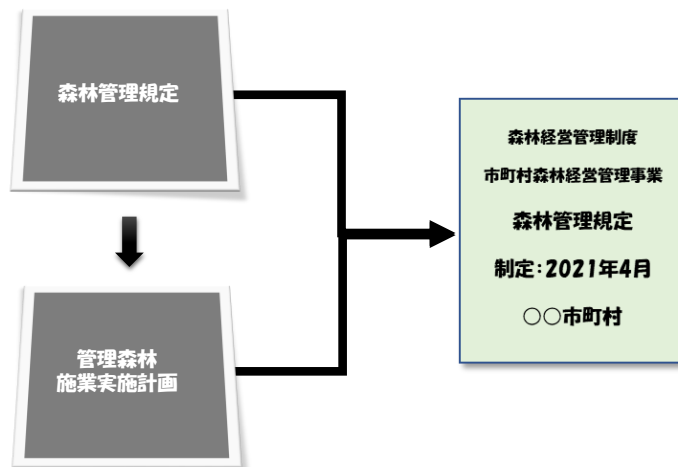 森林管理規定
管理森林
施業実施計画
森林経営管理制度
市町村森林経営管理事業
森林管理規定
制定:2021年4月
○○市町村